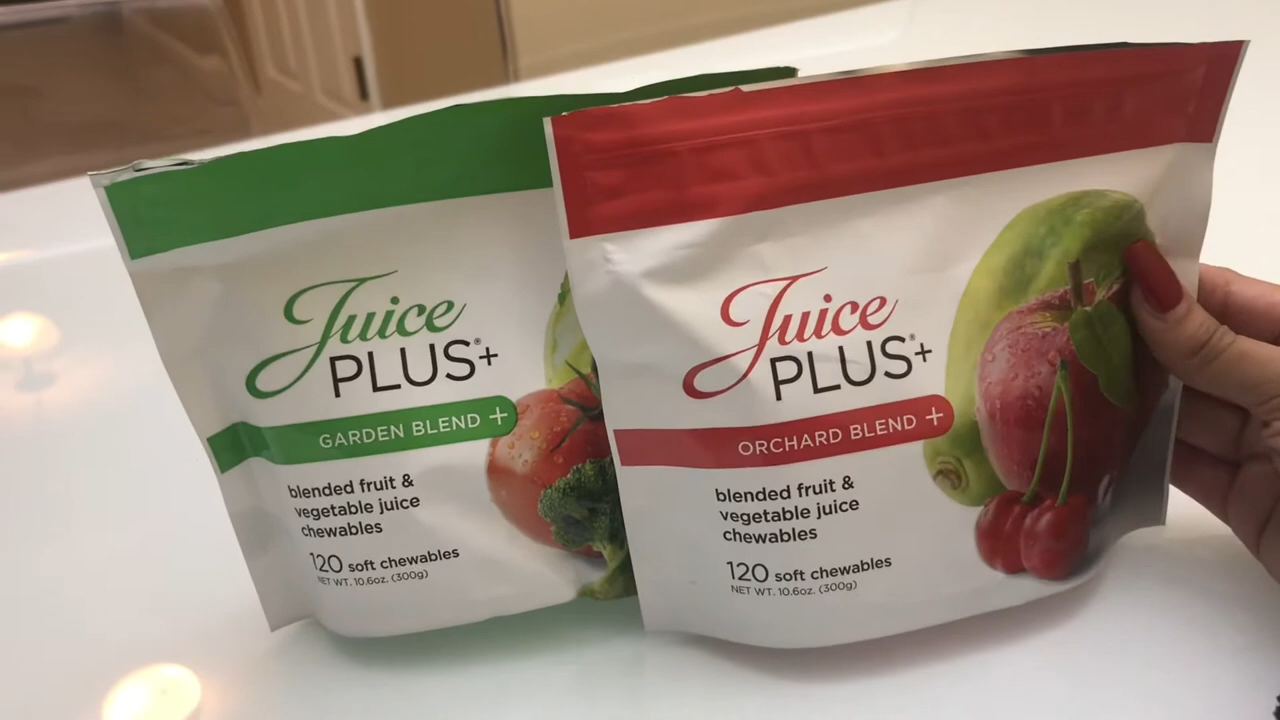 Juice
PLUS®+
GARDEN BLEND +
blended fruit &
vegetable juice
chewables
120 soft chewables
NET WT. 10.6oz. (300g)
Juice
PLUS®+
ORCHARD BLEND +
blended fruit &
vegetable juice
chewables
120 soft chewables
NET WT. 10.6oz. (300g)